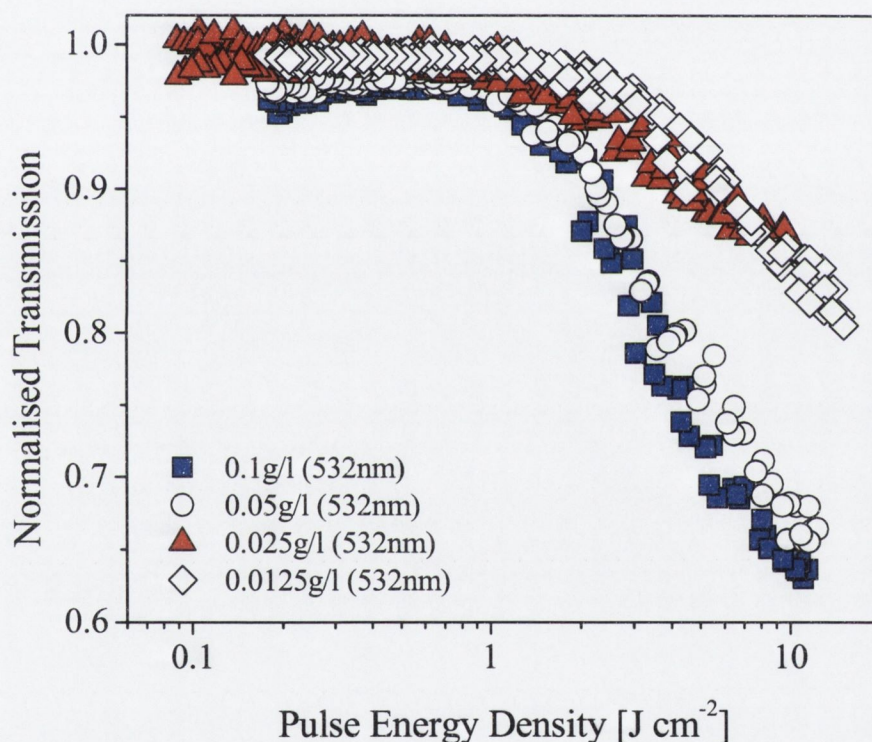 Normalised Transmission
1.0
0.9
0.8
0.7
0.6
0.1g/l (532nm)
0.05g/l (532nm)
0.025g/l (532nm)
0.0125g/l (532nm)
0.1
1
10
Pulse Energy Density [J cm⁻²]